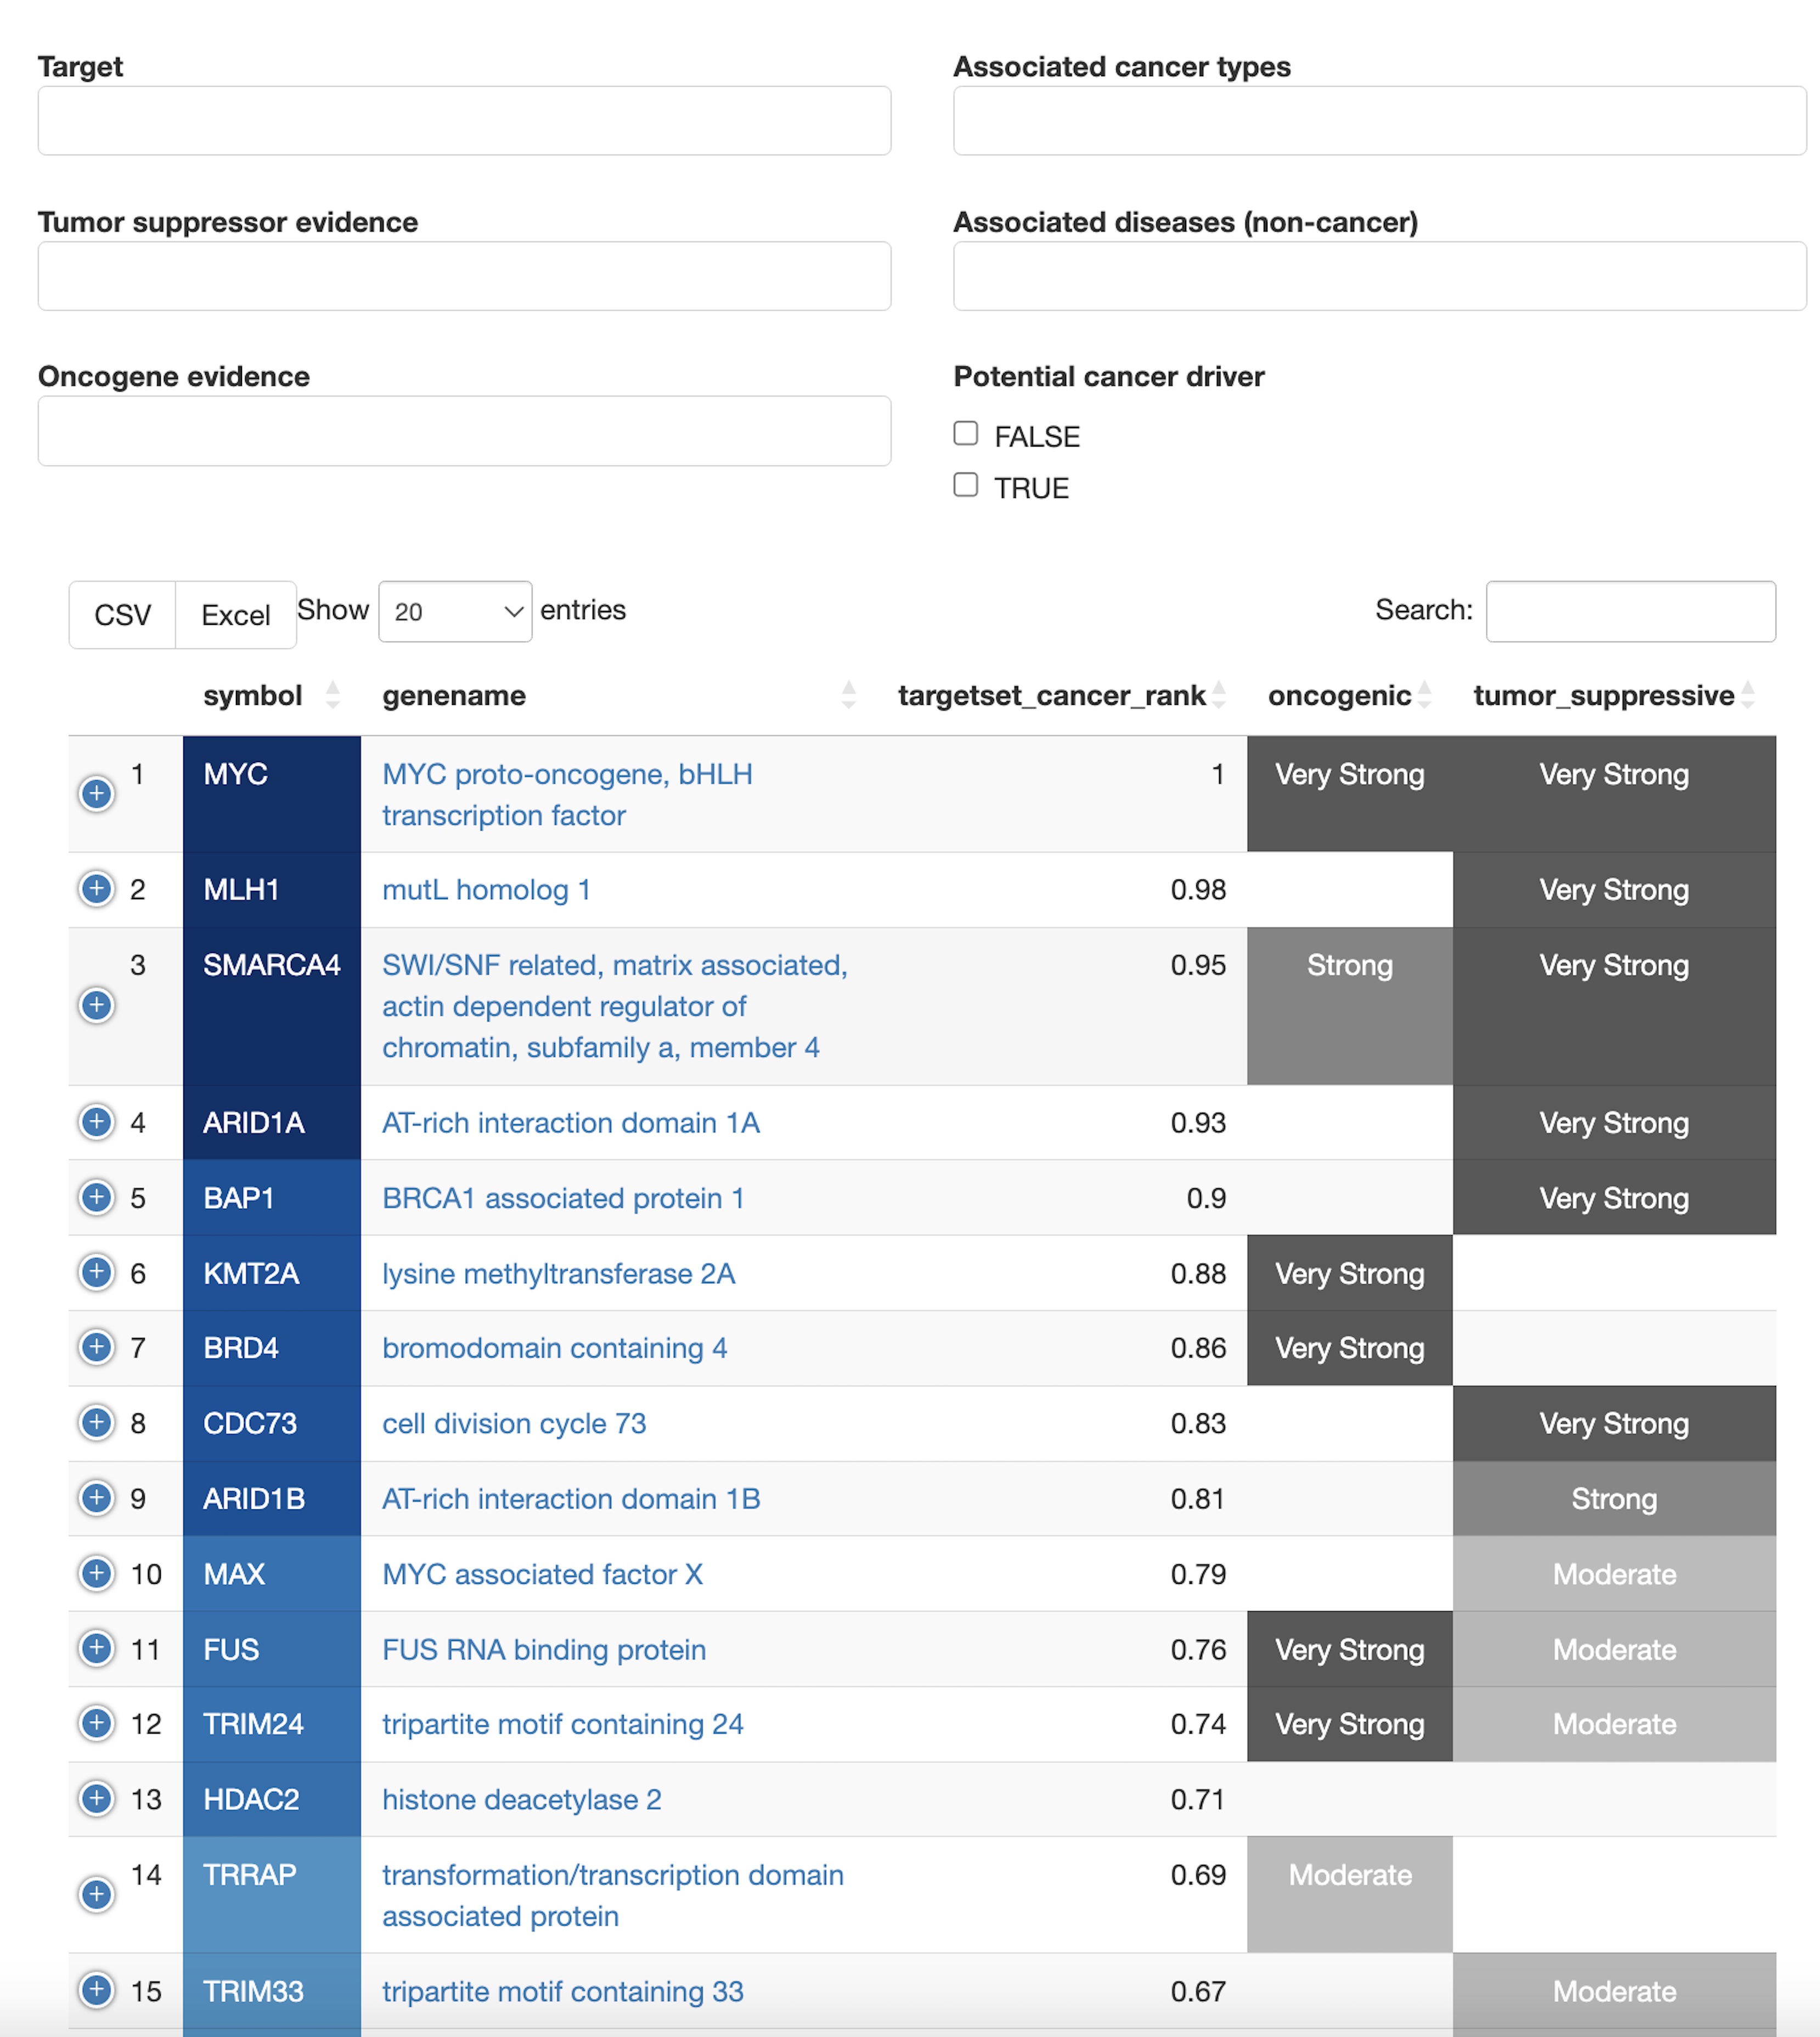 Target
Associated cancer types
Tumor suppressor evidence
Associated diseases (non-cancer)
Oncogene evidence
Potential cancer driver
FALSE
TRUE
CSV Excel Show 20 entries Search:
symbol genename targetset_cancer_rank oncogenic tumor_suppressive
1 MYC MYC proto-oncogene, bHLH 1 Very Strong Very Strong
transcription factor
2 MLH1 mutL homolog 1 0.98 Very Strong
3 SMARCA4 SWI/SNF related, matrix associated, 0.95 Strong Very Strong
actin dependent regulator of
chromatin, subfamily a, member 4
4 ARID1A AT-rich interaction domain 1A 0.93 Very Strong
5 BAP1 BRCA1 associated protein 1 0.9 Very Strong
6 KMT2A lysine methyltransferase 2A 0.88 Very Strong
7 BRD4 bromodomain containing 4 0.86 Very Strong
8 CDC73 cell division cycle 73 0.83 Very Strong
9 ARID1B AT-rich interaction domain 1B 0.81 Strong
10 MAX MYC associated factor X 0.79 Moderate
11 FUS FUS RNA binding protein 0.76 Very Strong Moderate
12 TRIM24 tripartite motif containing 24 0.74 Very Strong Moderate
13 HDAC2 histone deacetylase 2 0.71
14 TRRAP transformation/transcription domain 0.69 Moderate
associated protein
15 TRIM33 tripartite motif containing 33 0.67 Moderate